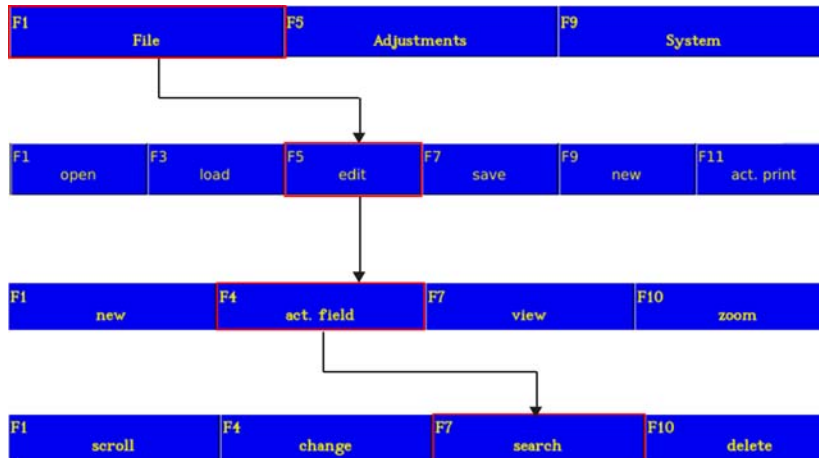 F1 File F5 Adjustments F9 System
F1 open F3 load F5 edit F7 save F9 new F11 act. print
F1 new F4 act. field F7 view F10 zoom
F1 scroll F4 change F7 search F10 delete